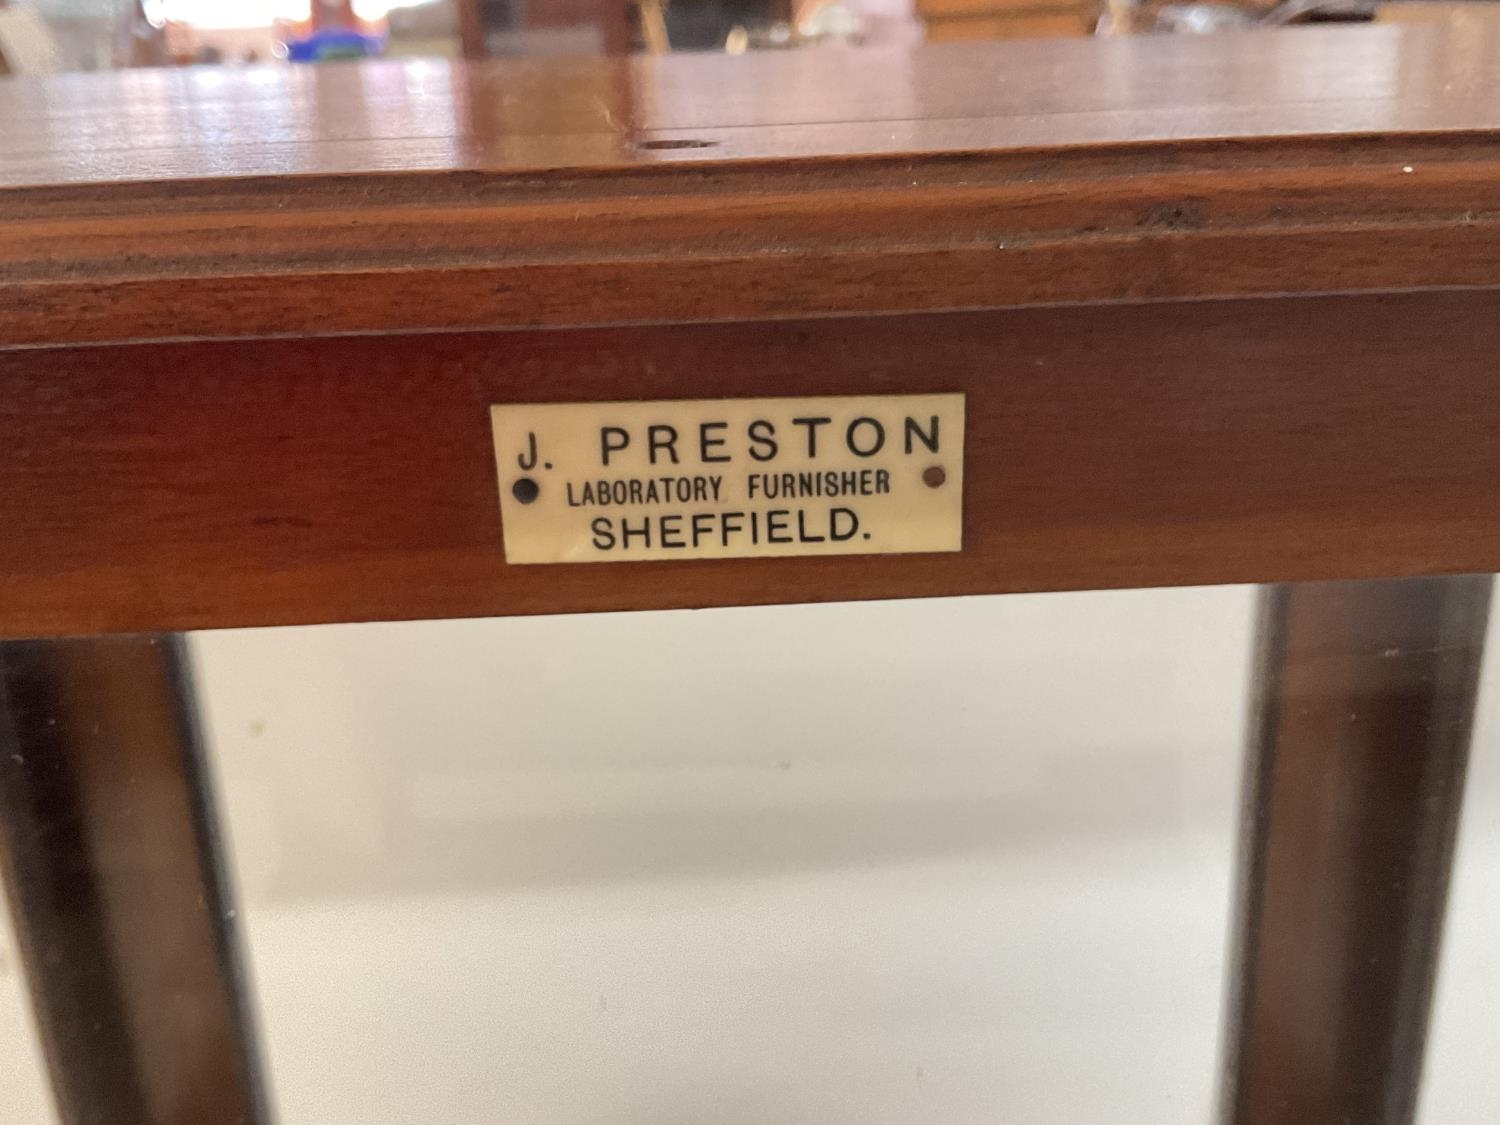 J. PRESTON
LABORATORY FURNISHER
SHEFFIELD.